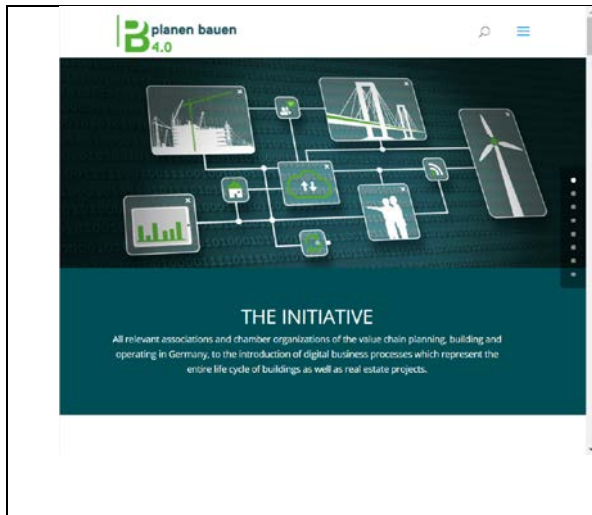 planen bauen
4.0
THE INITIATIVE
All relevant associations and chamber organizations of the value chain planning, building and
operating in Germany, to the introduction of digital business processes which represent the
entire life cycle of buildings as well as real estate projects.